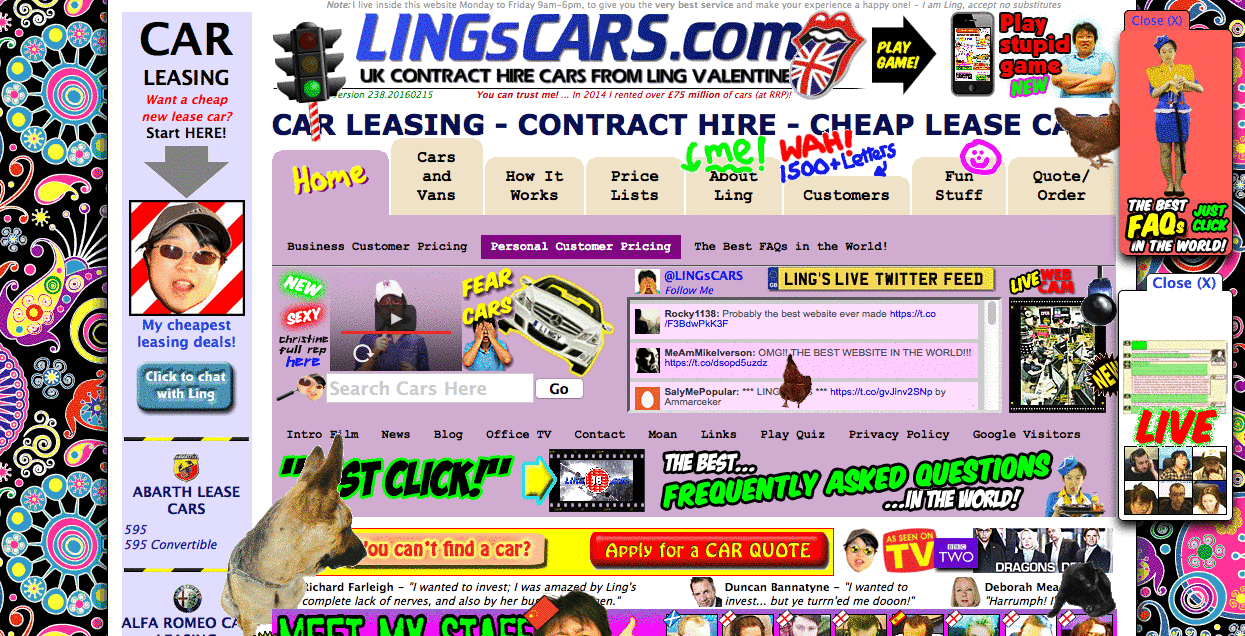 Note: I live inside this website Monday to Friday 9am–6pm, to give you the very best service and make your experience a happy one! – I am Ling, accept no substitutes
CAR
LEASING
Want a cheap
new lease car?
Start HERE!
My cheapest
leasing deals!
Click to chat
with Ling
ABARTH LEASE
CARS
595
595 Convertible
ALFA ROMEO CA
LINGsCARS.com
UK CONTRACT HIRE CARS FROM LING VALENTINE
version 238.20160215
You can trust me! ... In 2014 I rented over £75 million of cars (at RRP)!
PLAY
GAME!
Play
stupid
game
NEW
CAR LEASING - CONTRACT HIRE - CHEAP LEASE CARS
me!
WAH!
1500+Letters
Home
Cars
and
Vans
How It
Works
Price
Lists
About
Ling
Customers
Fun
Stuff
Quote/
Order
Business Customer Pricing
Personal Customer Pricing
The Best FAQs in the World!
NEW
SEXY
christine
full rep
here
FEAR
CARS
Search Cars Here
Go
@LINGsCARS
Follow Me
GB
LING'S LIVE TWITTER FEED
Rocky1138: Probably the best website ever made https://t.co
/F3BdwPkK3F
MeAmMikelverson: OMG!! THE BEST WEBSITE IN THE WORLD!!!
https://t.co/dsopd5uzdz
SalyMePopular: *** LING *** https://t.co/gvJlnv2SNp by
Ammarceker
LIVE WEB
CAM
NEW
Intro Film
News
Blog
Office TV
Contact
Moan
Links
Play Quiz
Privacy Policy
Google Visitors
CLICK!"
18
THE BEST...
FREQUENTLY ASKED QUESTIONS
...IN THE WORLD!
You can't find a car?
Apply for a CAR QUOTE
AS SEEN ON
TV
BBC
TWO
DRAGONS' DEN
Richard Farleigh – "I wanted to invest; I was amazed by Ling's
complete lack of nerves, and also by her bu men."
Duncan Bannatyne – "I wanted to
invest... but ye turrn'ed me dooon!"
Deborah Mea
"Harrumph! I
MEET MY STAFF
Close (X)
THE BEST
FAQs
JUST
CLICK
IN THE WORLD!
Close (X)
LIVE